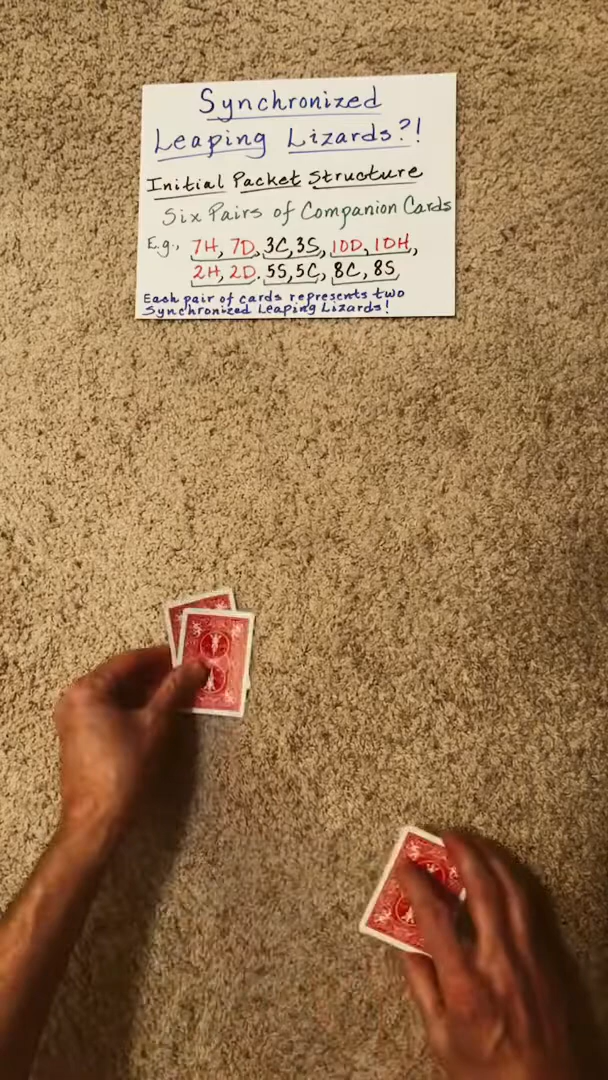 Synchronized
Leaping Lizards?!
Initial Packet Structure
Six Pairs of Companion Cards
E.g., 7H, 7D, 3C, 3S, 10D, 10H,
2H, 2D. 5S, 5C, 8C, 8S,
Each pair of cards represents two
Synchronized Leaping Lizards!